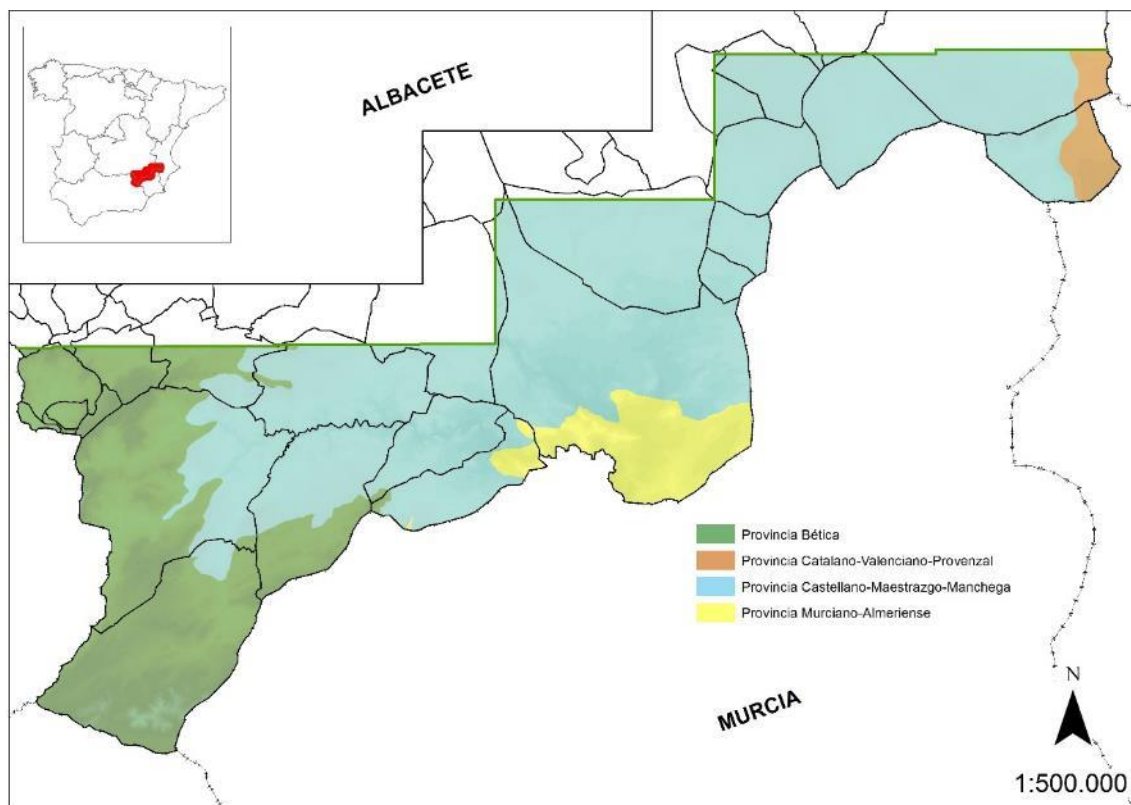 ALBACETE
Provincia Bética
Provincia Catalano-Valenciano-Provenzal
Provincia Castellano-Maestrazgo-Manchega
Provincia Murciano-Almeriense
MURCIA
N
1:500.000